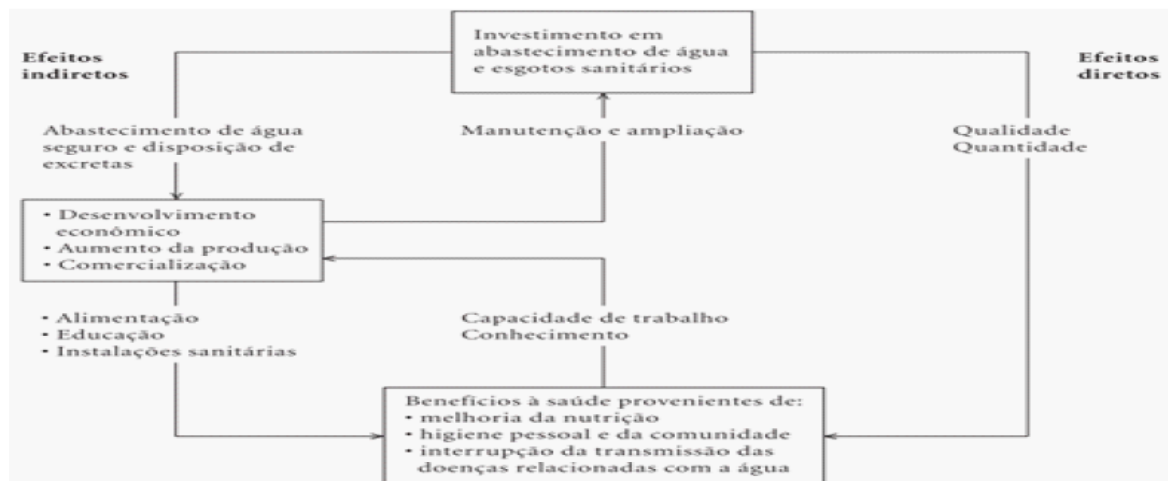 Investimento em
abastecimento de água
e esgotos sanitários
Efeitos
indiretos
Efeitos
diretos
Abastecimento de água
seguro e disposição de
excretas
Manutenção e ampliação
Qualidade
Quantidade
• Desenvolvimento
econômico
• Aumento da produção
• Comercialização
• Alimentação
• Educação
• Instalações sanitárias
Capacidade de trabalho
Conhecimento
Benefícios à saúde provenientes de:
• melhoria da nutrição
• higiene pessoal e da comunidade
• interrupção da transmissão das
doenças relacionadas com a água